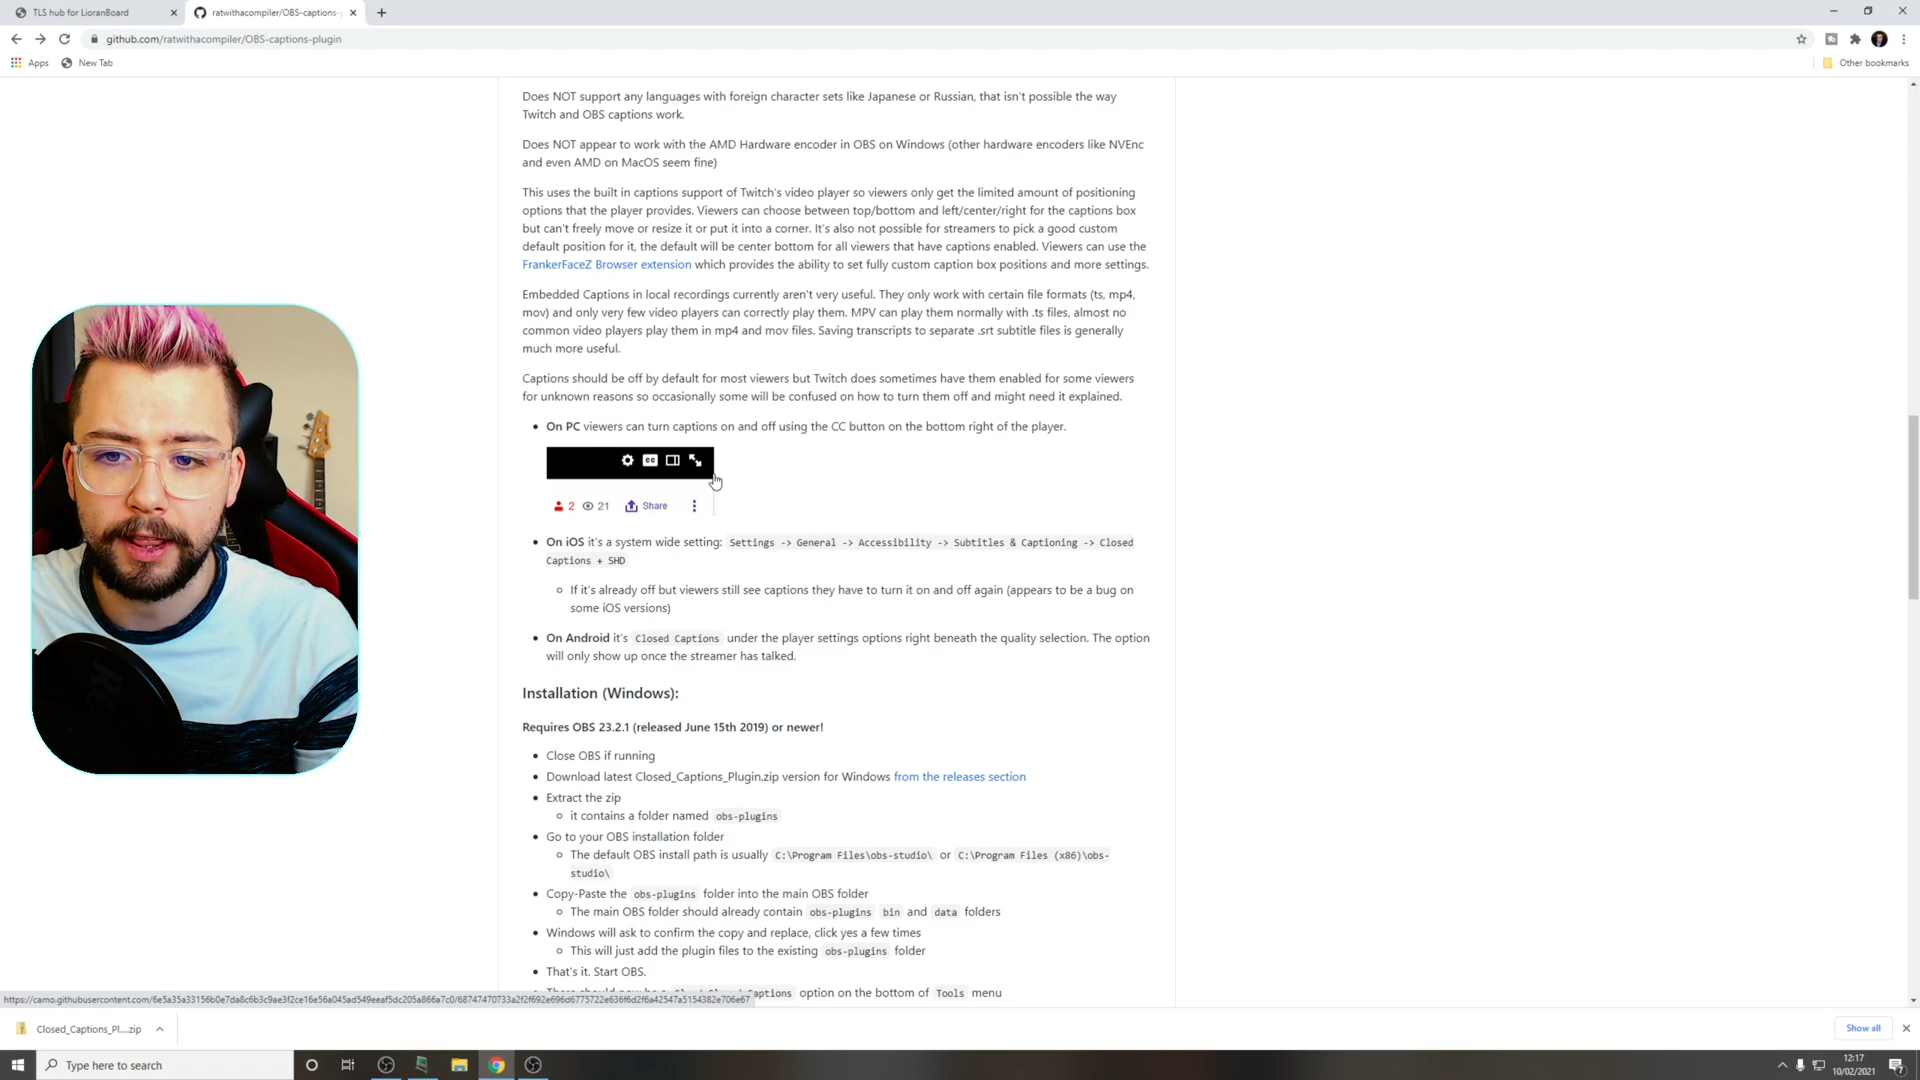 TLS hub for LioranBoard
ratwithacompiler/OBS-captions-p
github.com/ratwithacompiler/OBS-captions-plugin
Apps
New Tab
Other bookmarks
Does NOT support any languages with foreign character sets like Japanese or Russian, that isn't possible the way
Twitch and OBS captions work.
Does NOT appear to work with the AMD Hardware encoder in OBS on Windows (other hardware encoders like NVEnc
and even AMD on MacOS seem fine)
This uses the built in captions support of Twitch's video player so viewers only get the limited amount of positioning
options that the player provides. Viewers can choose between top/bottom and left/center/right for the captions box
but can't freely move or resize it or put it into a corner. It's also not possible for streamers to pick a good custom
default position for it, the default will be center bottom for all viewers that have captions enabled. Viewers can use the
FrankerFaceZ Browser extension which provides the ability to set fully custom caption box positions and more settings.
Embedded Captions in local recordings currently aren't very useful. They only work with certain file formats (ts, mp4,
mov) and only very few video players can correctly play them. MPV can play them normally with .ts files, almost no
common video players play them in mp4 and mov files. Saving transcripts to separate .srt subtitle files is generally
much more useful.
Captions should be off by default for most viewers but Twitch does sometimes have them enabled for some viewers
for unknown reasons so occasionally some will be confused on how to turn them off and might need it explained.
On PC viewers can turn captions on and off using the CC button on the bottom right of the player.
CC
2 21 Share
On iOS it's a system wide setting: Settings -> General -> Accessibility -> Subtitles & Captioning -> Closed
Captions + SHD
If it's already off but viewers still see captions they have to turn it on and off again (appears to be a bug on
some iOS versions)
On Android it's Closed Captions under the player settings options right beneath the quality selection. The option
will only show up once the streamer has talked.
Installation (Windows):
Requires OBS 23.2.1 (released June 15th 2019) or newer!
Close OBS if running
Download latest Closed_Captions_Plugin.zip version for Windows from the releases section
Extract the zip
it contains a folder named obs-plugins
Go to your OBS installation folder
The default OBS install path is usually C:\Program Files\obs-studio\ or C:\Program Files (x86)\obs-
studio\
Copy-Paste the obs-plugins folder into the main OBS folder
The main OBS folder should already contain obs-plugins bin and data folders
Windows will ask to confirm the copy and replace, click yes a few times
This will just add the plugin files to the existing obs-plugins folder
That's it. Start OBS.
Captions option on the bottom of Tools menu
Closed_Captions_Pl....zip
Show all
Type here to search
12:17
10/02/2021